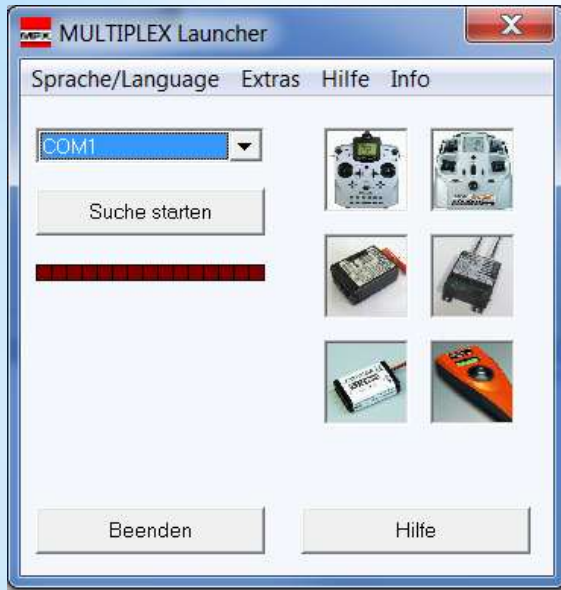 MPX MULTIPLEX Launcher
Sprache/Language Extras Hilfe Info
COM1
Suche starten
Beenden
Hilfe